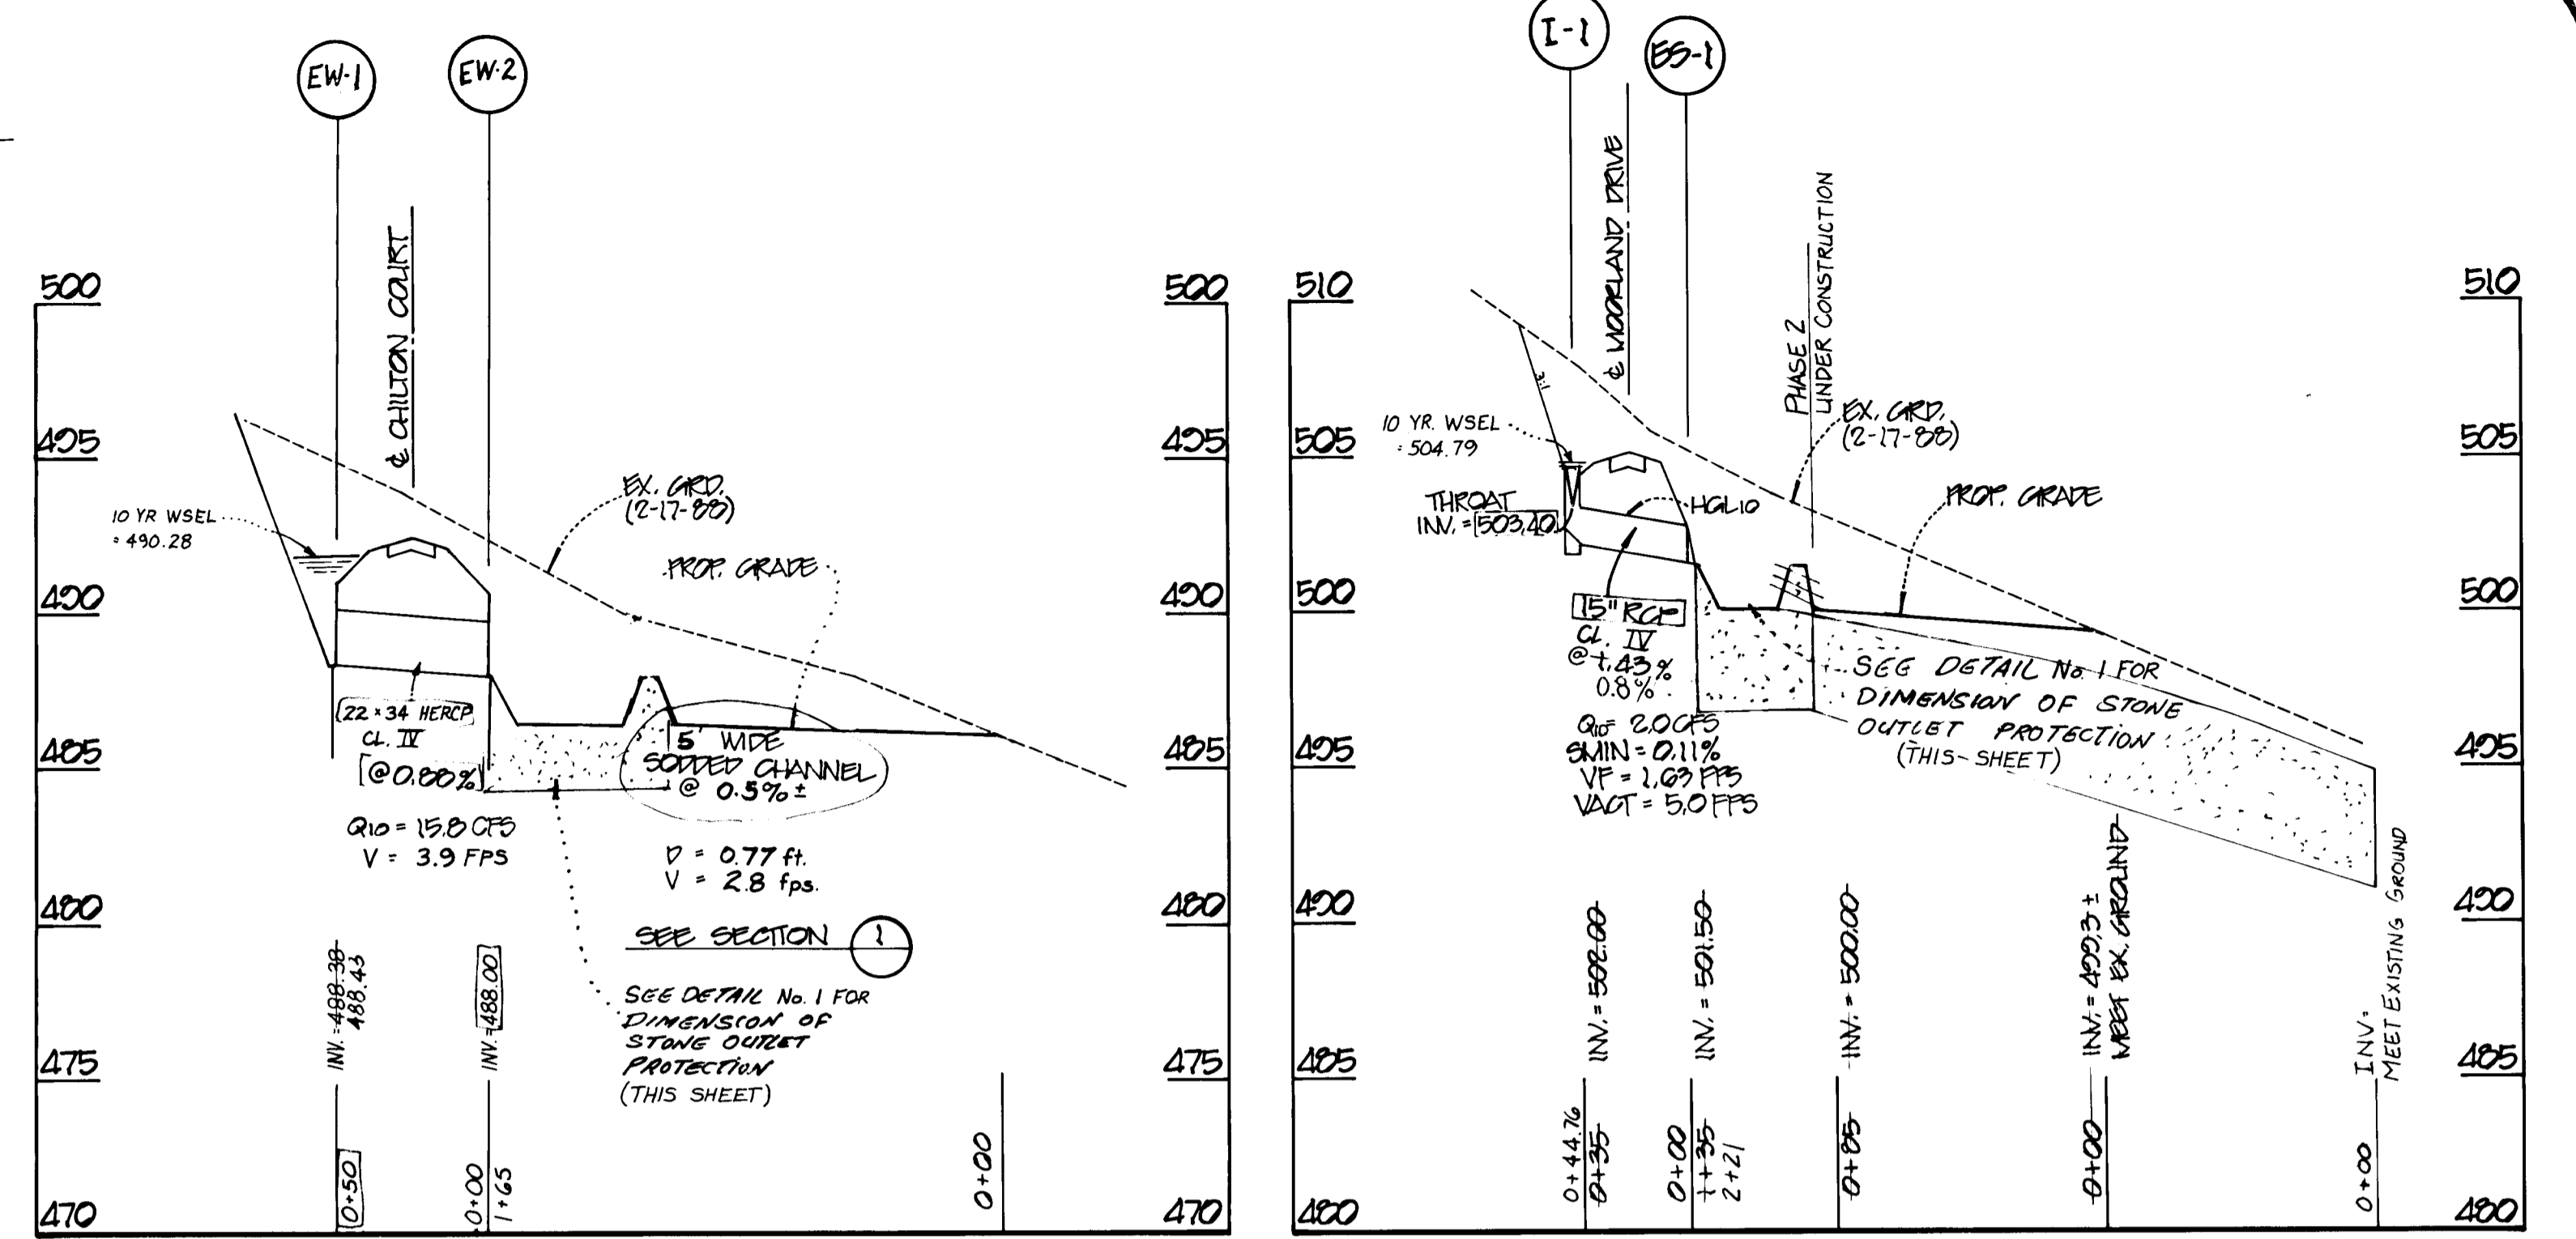 EW-1
EW-2
℄ CHILTON COURT
500
495
490
485
480
475
470
10 YR WSEL
= 490.28
EX. GRD.
(2-17-88)
PROP. GRADE
22 × 34 HERCP
CL. IV
@ 0.88%
Q10 = 15.8 CFS
V = 3.9 FPS
5' WIDE
SODDED CHANNEL
@ 0.5% ±
D = 0.77 ft.
V = 2.8 fps.
SEE SECTION 1
SEE DETAIL No. 1 FOR
DIMENSION OF
STONE OUTLET
PROTECTION
(THIS SHEET)
INV. = 488.38
488.43
INV. = 488.00
0+50
0+00
1+65
0+00
500
495
490
485
480
475
470
I-1
ES-1
℄ MOORLAND DRIVE
PHASE 2
UNDER CONSTRUCTION
510
505
500
495
490
485
480
3:1
10 YR. WSEL
= 504.79
THROAT
INV. = 503.40
HGL10
EX. GRD.
(2-17-88)
PROP. GRADE
15" RCP
CL. IV
@ 1.43%
0.8%
Q10 = 2.0 CFS
SMIN = 0.11%
VF = 1.63 FPS
VACT = 5.0 FPS
SEE DETAIL No. 1 FOR
DIMENSION OF STONE
OUTLET PROTECTION
(THIS SHEET)
INV. = 502.00
INV. = 501.50
INV. = 500.00
INV. = 499.3 ±
MEET EX. GROUND
INV =
MEET EXISTING GROUND
0+44.76
0+35
0+00
1+35
2+21
0+85
0+00
0+00
510
505
500
495
490
485
480